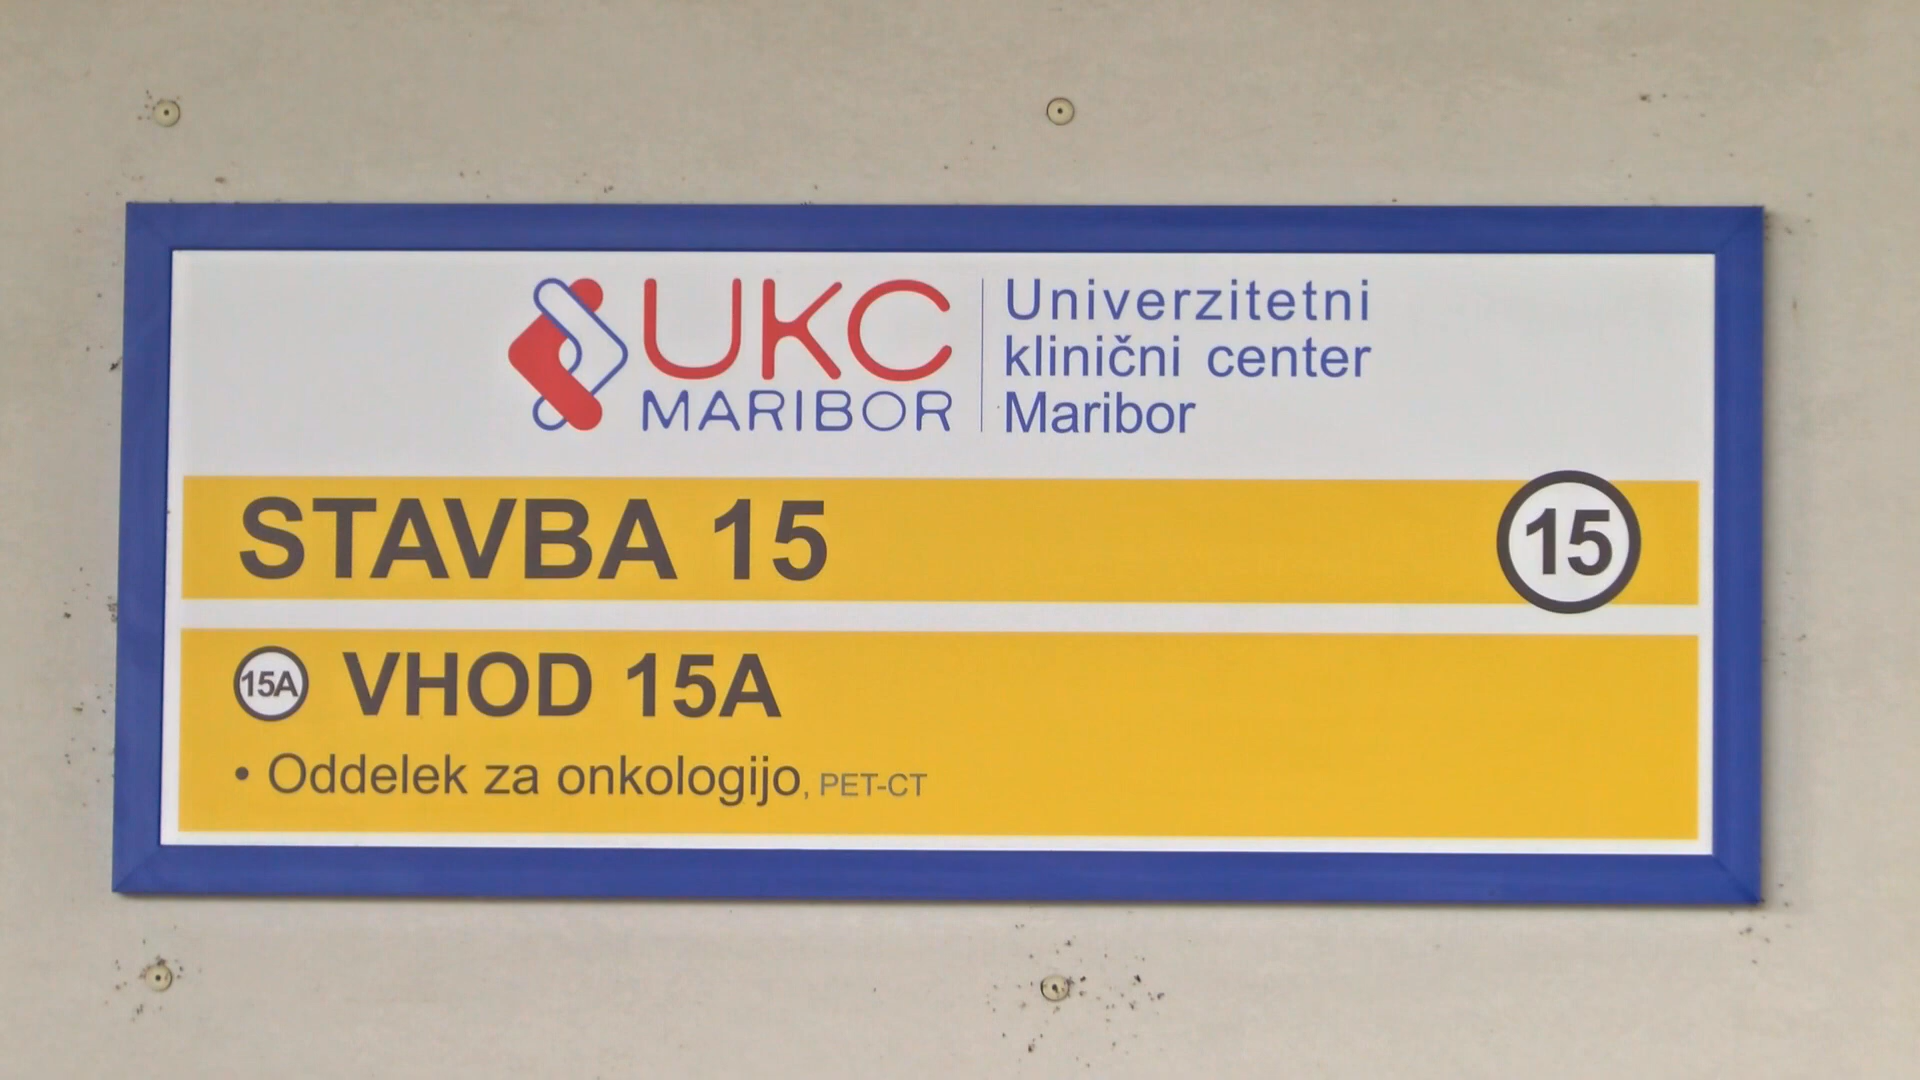 UKC
MARIBOR
Univerzitetni
klinični center
Maribor
STAVBA 15
15
15A VHOD 15A
• Oddelek za onkologijo, PET-CT